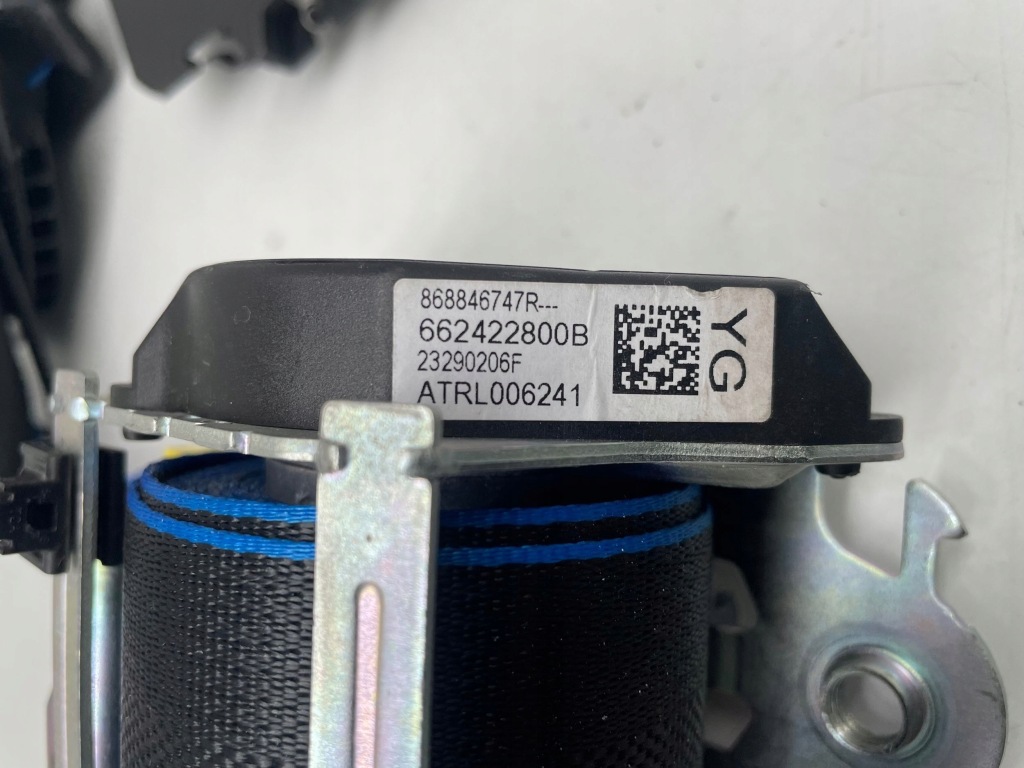 868846747R---
662422800B
23290206F
ATRL006241
YG